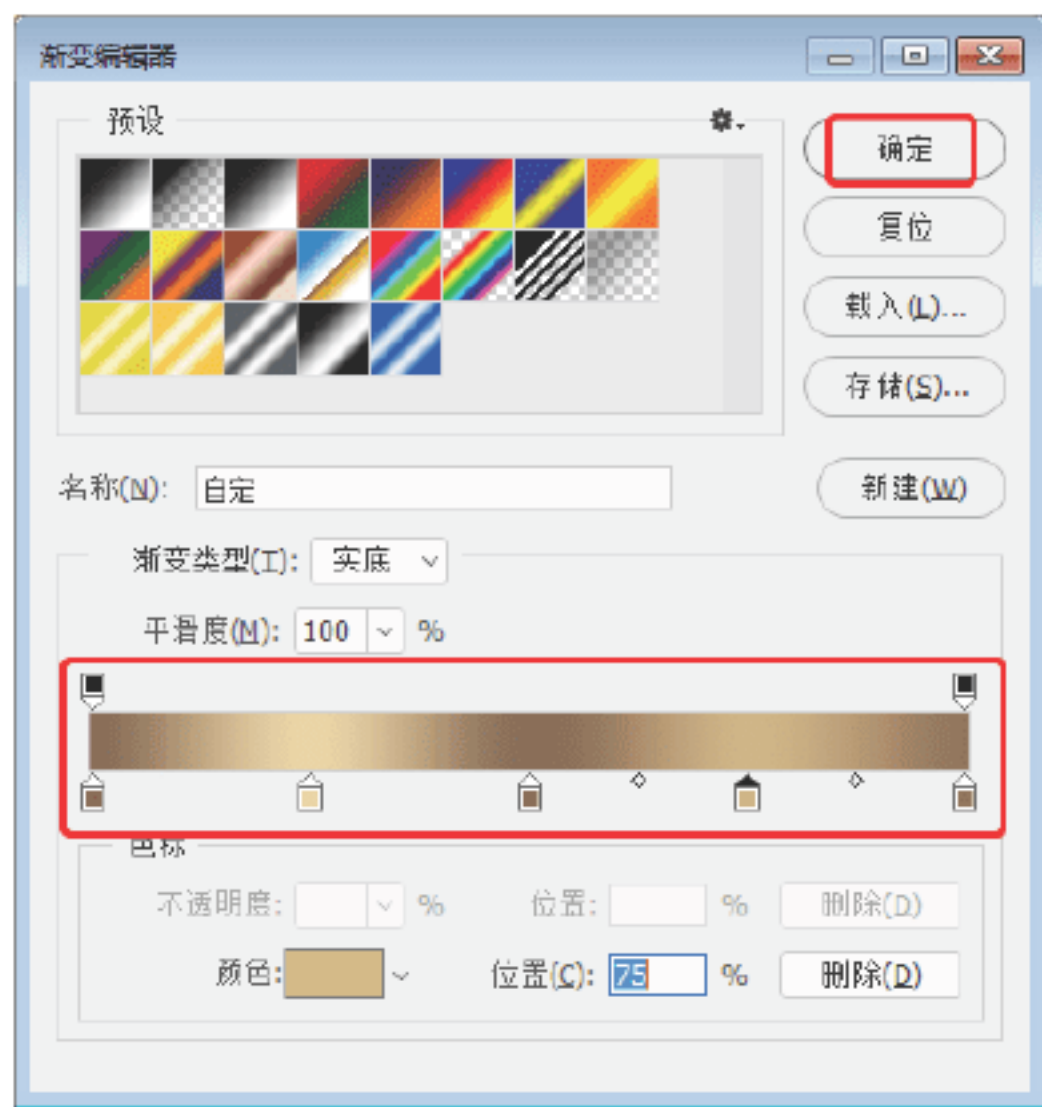 渐变编辑器
预设
确定
复位
载入(L)...
存储(S)...
名称(N): 自定
新建(W)
渐变类型(T): 实底
平滑度(M): 100 %
色标
不透明度: % 位置: % 删除(D)
颜色: 位置(C): 75 % 删除(D)